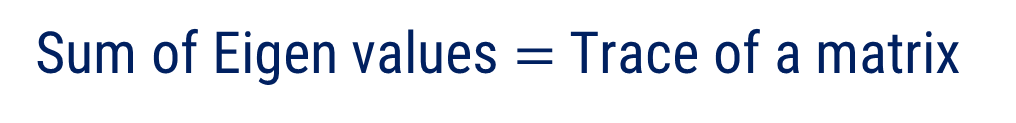 Sum of Eigen values = Trace of a matrix